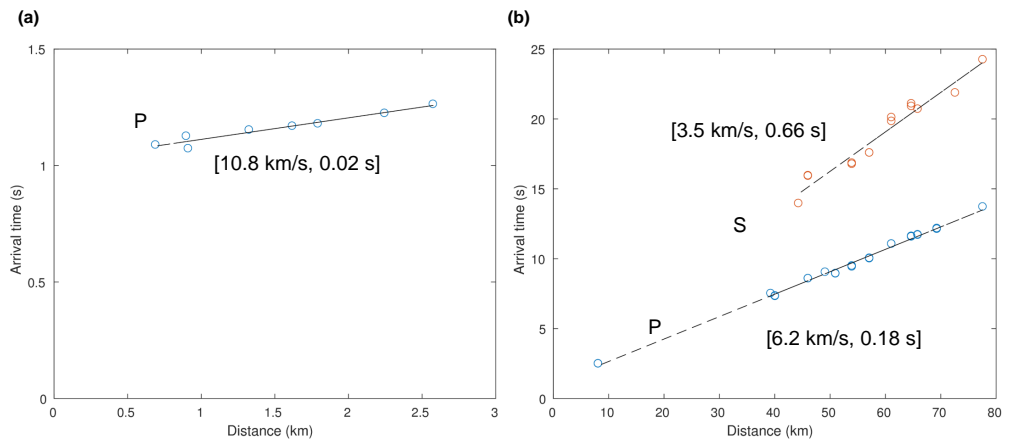 (a)
1.5
1
0.5
0
Arrival time (s)
P
[10.8 km/s, 0.02 s]
0 0.5 1 1.5 2 2.5 3
Distance (km)
(b)
25
20
15
10
5
0
Arrival time (s)
[3.5 km/s, 0.66 s]
S
P
[6.2 km/s, 0.18 s]
0 10 20 30 40 50 60 70 80
Distance (km)